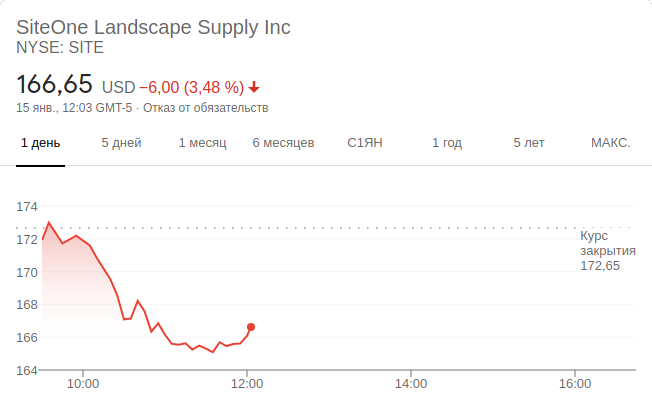 SiteOne Landscape Supply Inc
NYSE: SITE
166,65 USD −6,00 (3,48 %)
15 янв., 12:03 GMT-5 · Отказ от обязательств
1 день 5 дней 1 месяц 6 месяцев С1ЯН 1 год 5 лет МАКС.
174
172
170
168
166
164
Курс
закрытия
172,65
10:00 12:00 14:00 16:00